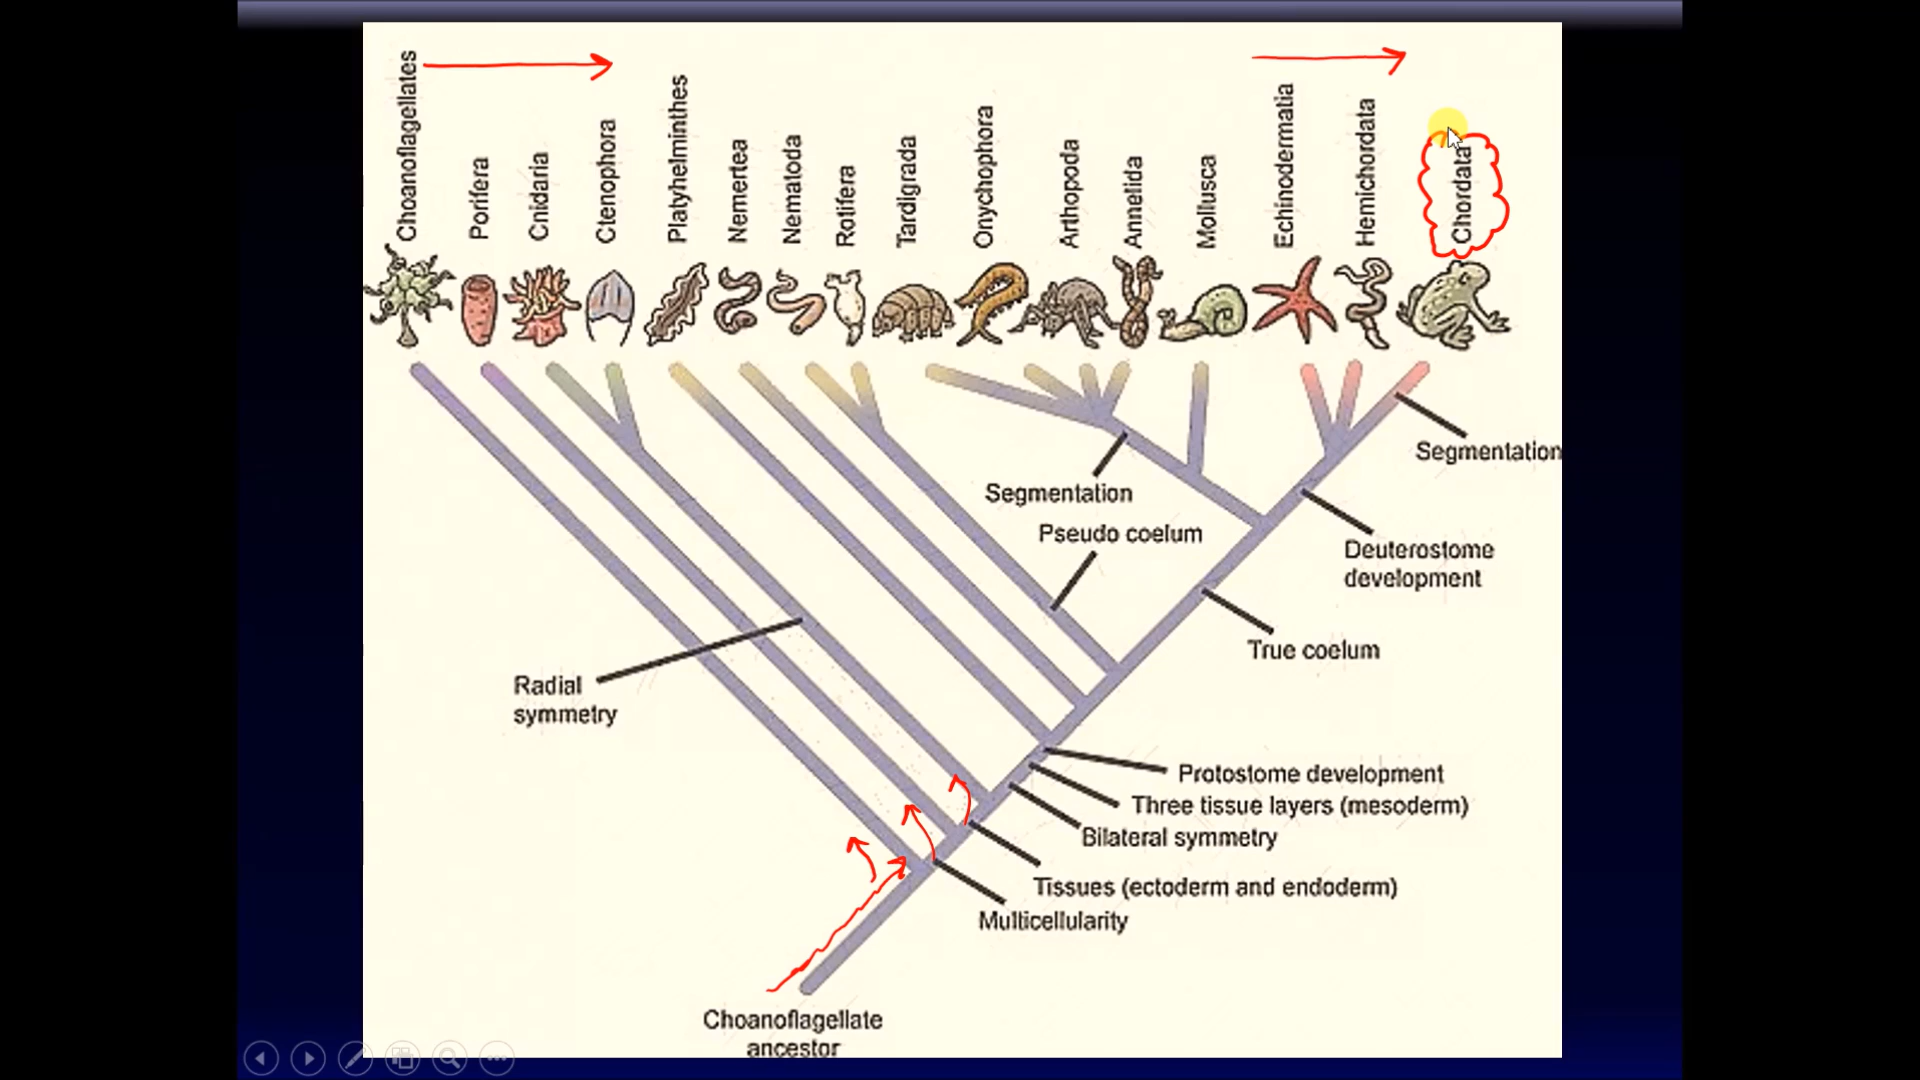 Choanoflagellates
Porifera
Cnidaria
Ctenophora
Platyhelminthes
Nemertea
Nematoda
Rotifera
Tardigrada
Onychophora
Arthopoda
Annelida
Mollusca
Echinodermatia
Hemichordata
Chordata
Segmentation
Segmentation
Pseudo coelum
Deuterostome
development
True coelum
Radial
symmetry
Protostome development
Three tissue layers (mesoderm)
Bilateral symmetry
Tissues (ectoderm and endoderm)
Multicellularity
Choanoflagellate
ancestor